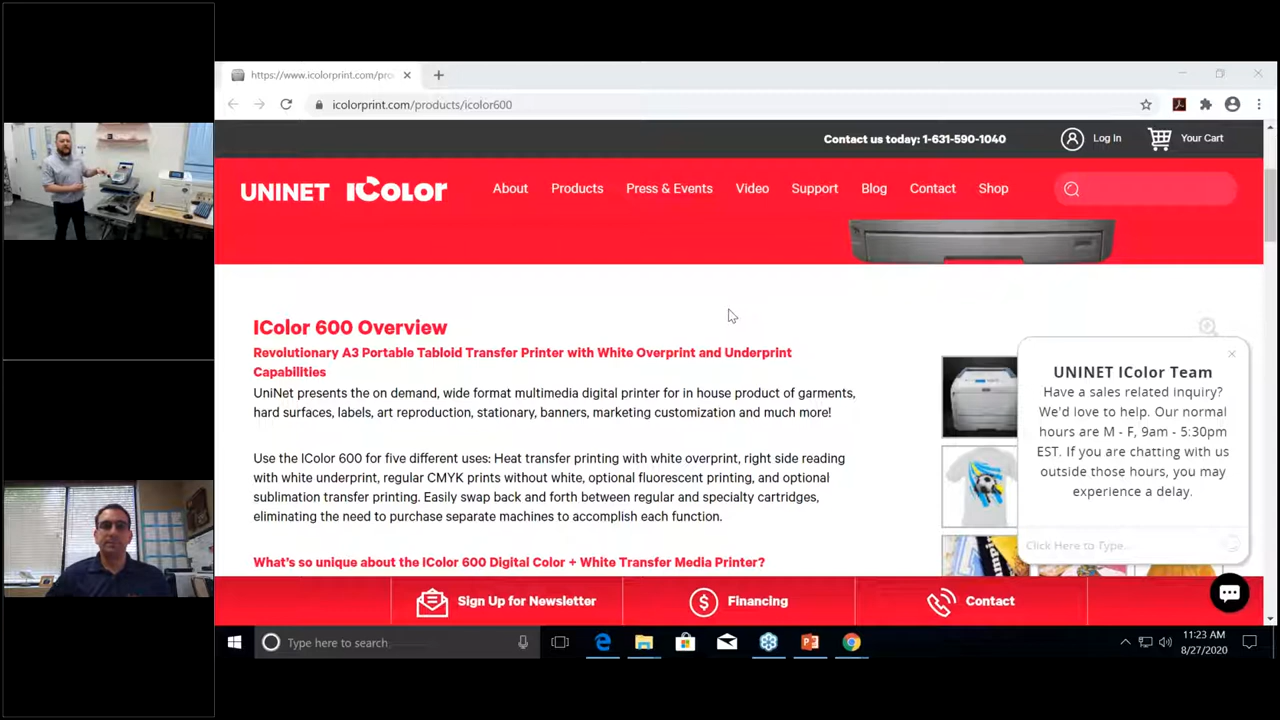 https://www.icolorprint.com/pro
icolorprint.com/products/icolor600
Contact us today: 1-631-590-1040
Log In
Your Cart
UNINET IColor
About
Products
Press & Events
Video
Support
Blog
Contact
Shop
IColor 600 Overview
Revolutionary A3 Portable Tabloid Transfer Printer with White Overprint and Underprint
Capabilities
UniNet presents the on demand, wide format multimedia digital printer for in house product of garments,
hard surfaces, labels, art reproduction, stationary, banners, marketing customization and much more!
Use the IColor 600 for five different uses: Heat transfer printing with white overprint, right side reading
with white underprint, regular CMYK prints without white, optional fluorescent printing, and optional
sublimation transfer printing. Easily swap back and forth between regular and specialty cartridges,
eliminating the need to purchase separate machines to accomplish each function.
What's so unique about the IColor 600 Digital Color + White Transfer Media Printer?
UNINET IColor Team
Have a sales related inquiry?
We'd love to help. Our normal
hours are M - F, 9am - 5:30pm
EST. If you are chatting with us
outside those hours, you may
experience a delay.
Click Here to Type...
Sign Up for Newsletter
Financing
Contact
Type here to search
11:23 AM
8/27/2020